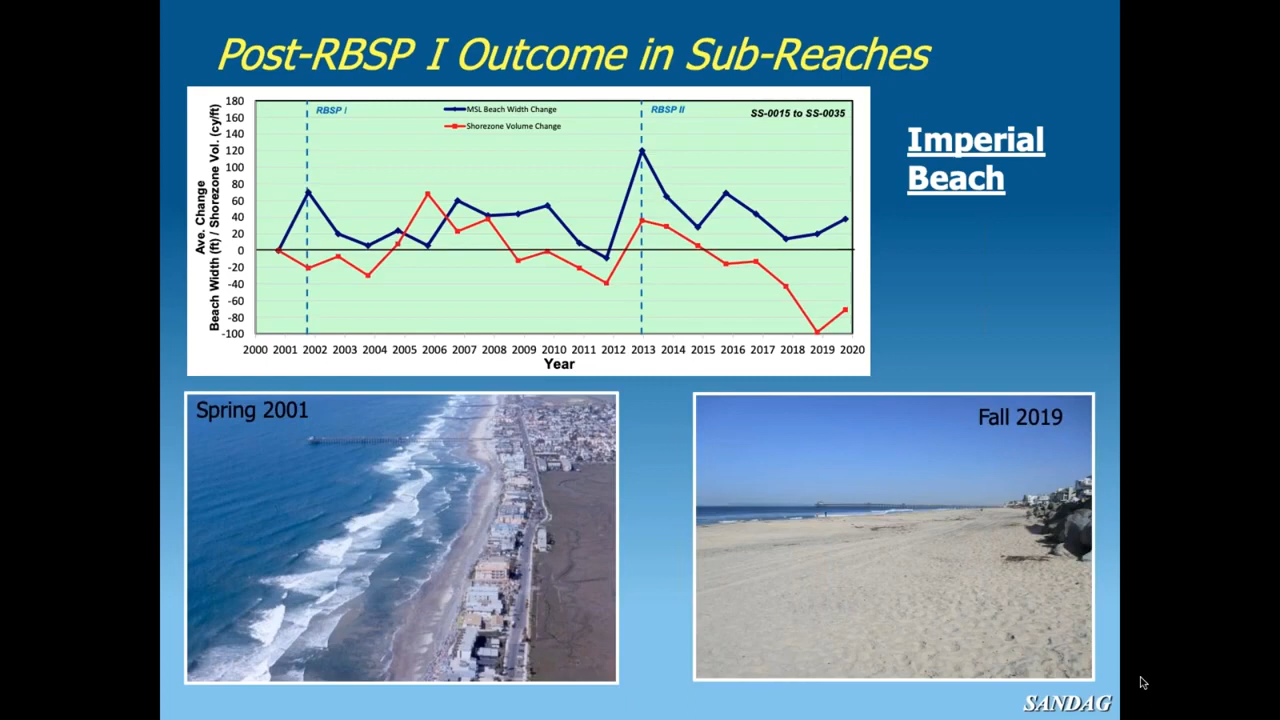 Post-RBSP I Outcome in Sub-Reaches
Imperial
Beach
Ave. Change
Beach Width (ft) / Shorezone Vol. (cy/ft)
180
160
140
120
100
80
60
40
20
0
-20
-40
-60
-80
-100
RBSP I
MSL Beach Width Change
Shorezone Volume Change
RBSP II
SS-0015 to SS-0035
2000 2001 2002 2003 2004 2005 2006 2007 2008 2009 2010 2011 2012 2013 2014 2015 2016 2017 2018 2019 2020
Year
Spring 2001
Fall 2019
SANDAG